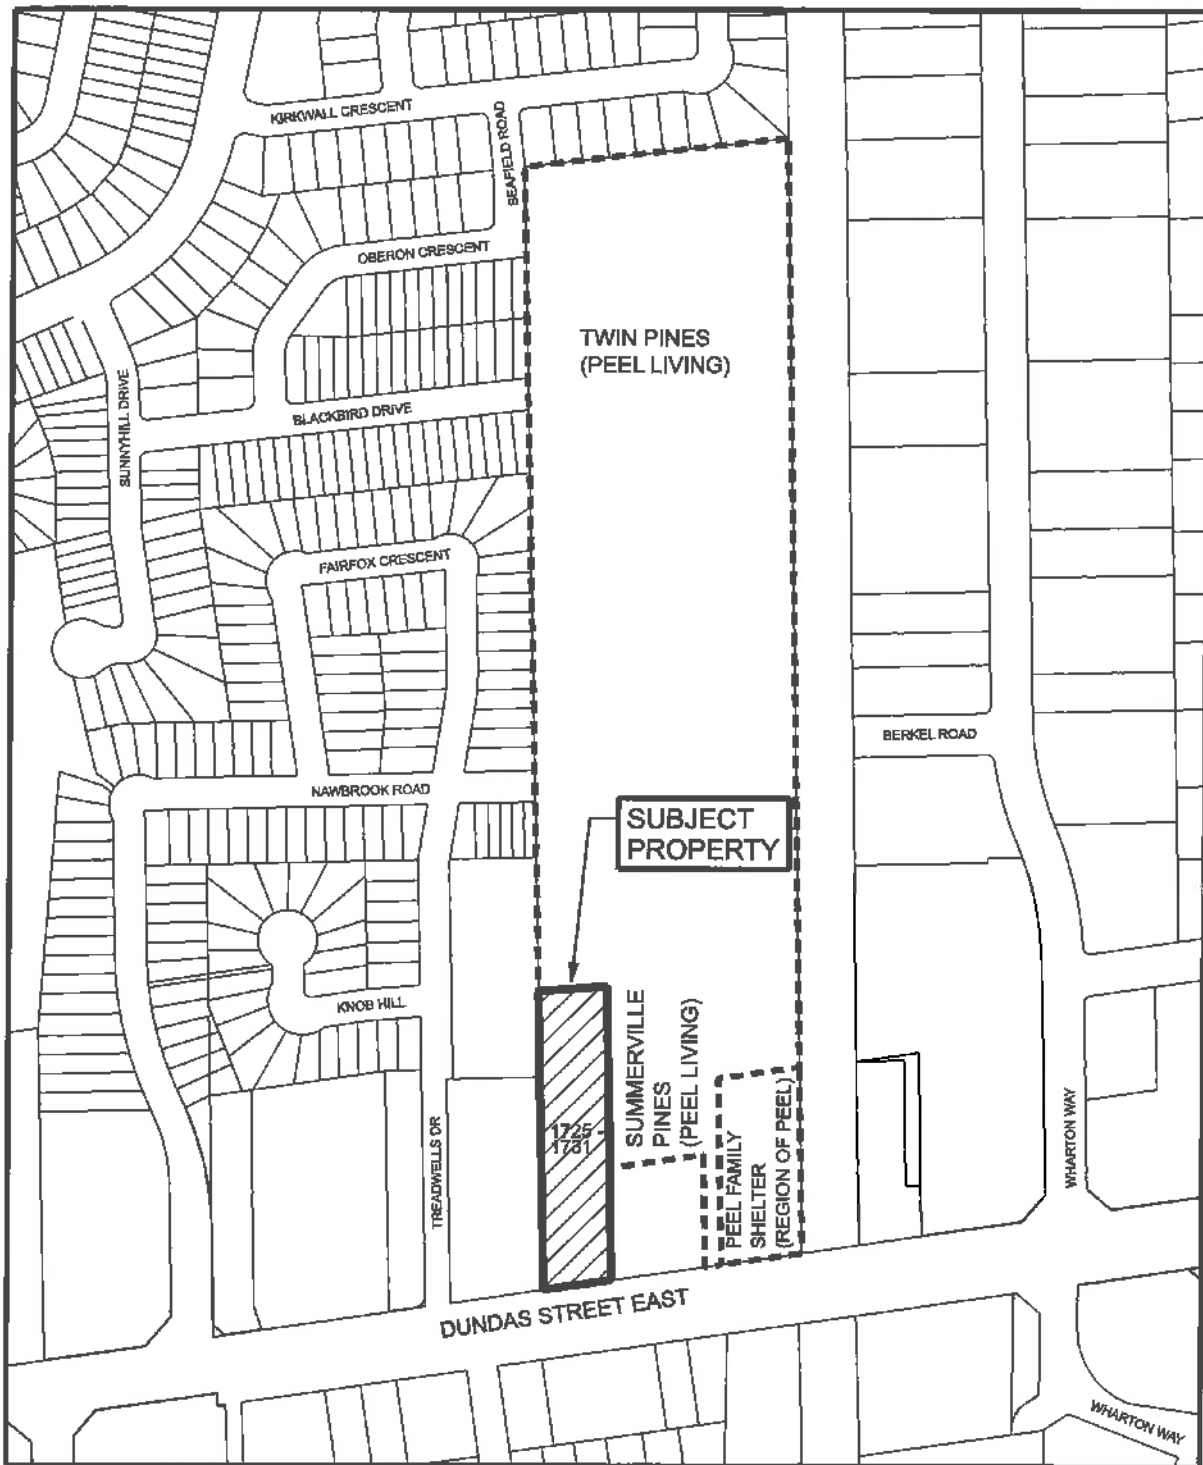 KIRKWALL CRESCENT
SEAFIELD ROAD
OBERON CRESCENT
TWIN PINES
(PEEL LIVING)
SUNNYHILL DRIVE
BLACKBIRD DRIVE
FAIRFOX CRESCENT
BERKEL ROAD
NAWBROOK ROAD
SUBJECT
PROPERTY
KNOB HILL
SUMMERVILLE
PINES
(PEEL LIVING)
1725 -
1731
TREADWELLS DR
PEEL FAMILY
SHELTER
(REGION OF PEEL)
WHARTON WAY
DUNDAS STREET EAST
WHARTON WAY